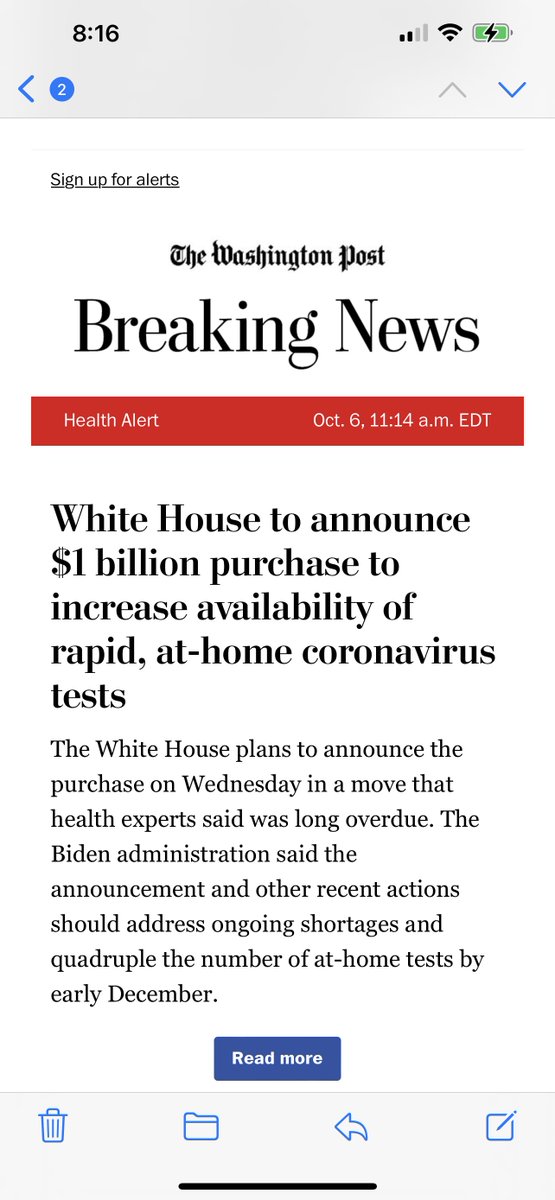 8:16
2
Sign up for alerts
The Washington Post
Breaking News
Health Alert Oct. 6, 11:14 a.m. EDT
White House to announce
$1 billion purchase to
increase availability of
rapid, at-home coronavirus
tests
The White House plans to announce the
purchase on Wednesday in a move that
health experts said was long overdue. The
Biden administration said the
announcement and other recent actions
should address ongoing shortages and
quadruple the number of at-home tests by
early December.
Read more